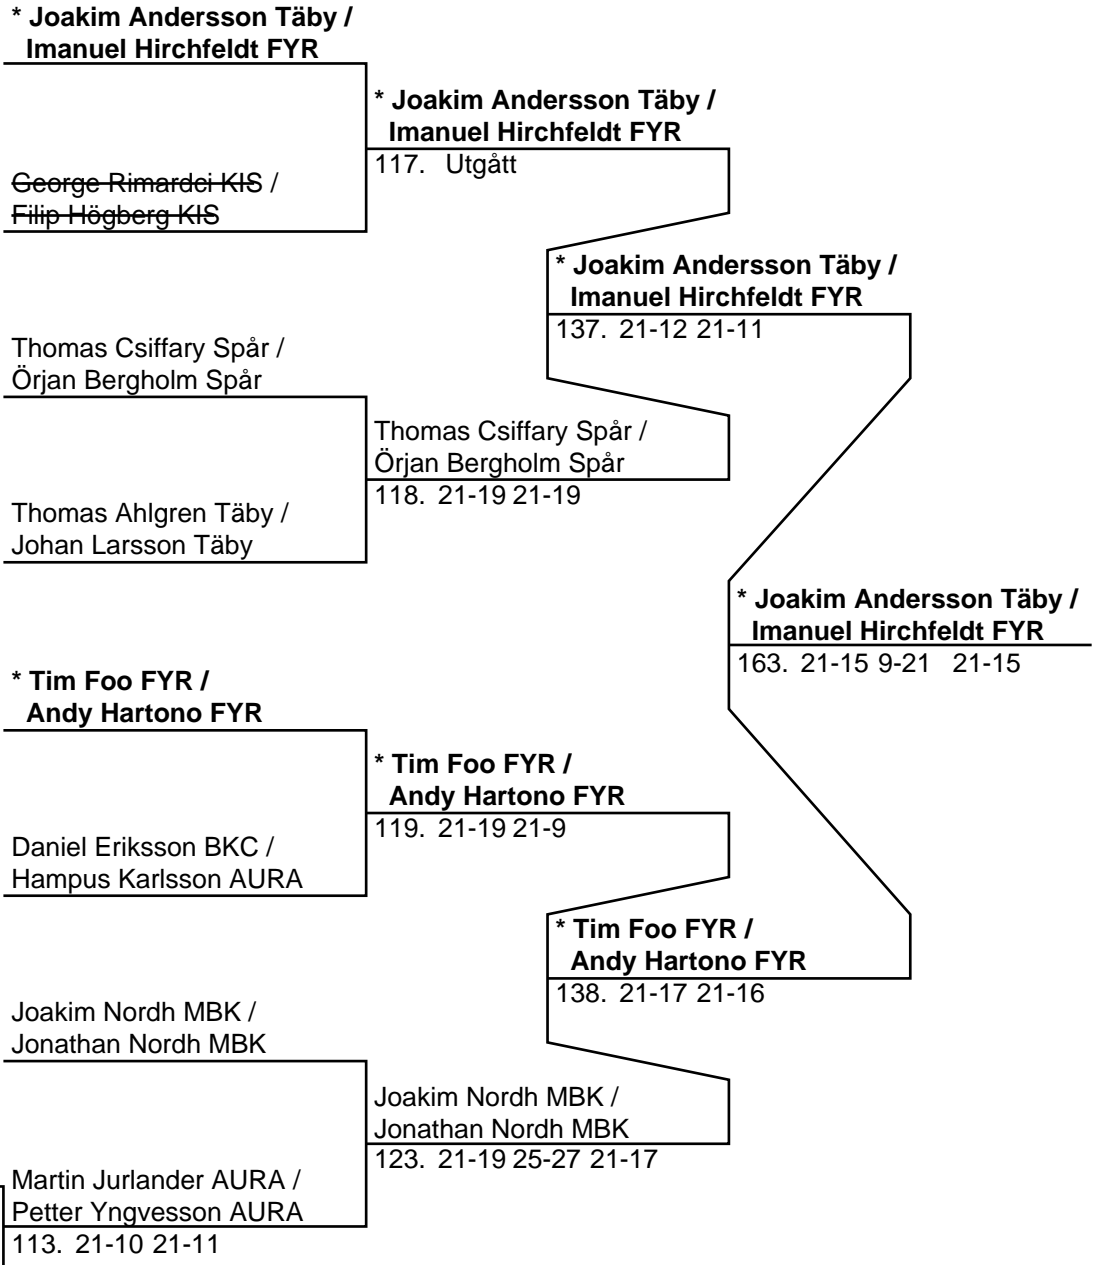 * Joakim Andersson Täby /
Imanuel Hirchfeldt FYR
* Joakim Andersson Täby /
Imanuel Hirchfeldt FYR
117. Utgått
George Rimardci KIS /
Filip Högberg KIS
* Joakim Andersson Täby /
Imanuel Hirchfeldt FYR
137. 21-12 21-11
Thomas Csiffary Spår /
Örjan Bergholm Spår
Thomas Csiffary Spår /
Örjan Bergholm Spår
118. 21-19 21-19
Thomas Ahlgren Täby /
Johan Larsson Täby
* Joakim Andersson Täby /
Imanuel Hirchfeldt FYR
163. 21-15 9-21 21-15
* Tim Foo FYR /
Andy Hartono FYR
* Tim Foo FYR /
Andy Hartono FYR
119. 21-19 21-9
Daniel Eriksson BKC /
Hampus Karlsson AURA
* Tim Foo FYR /
Andy Hartono FYR
138. 21-17 21-16
Joakim Nordh MBK /
Jonathan Nordh MBK
Joakim Nordh MBK /
Jonathan Nordh MBK
123. 21-19 25-27 21-17
Martin Jurlander AURA /
Petter Yngvesson AURA
113. 21-10 21-11